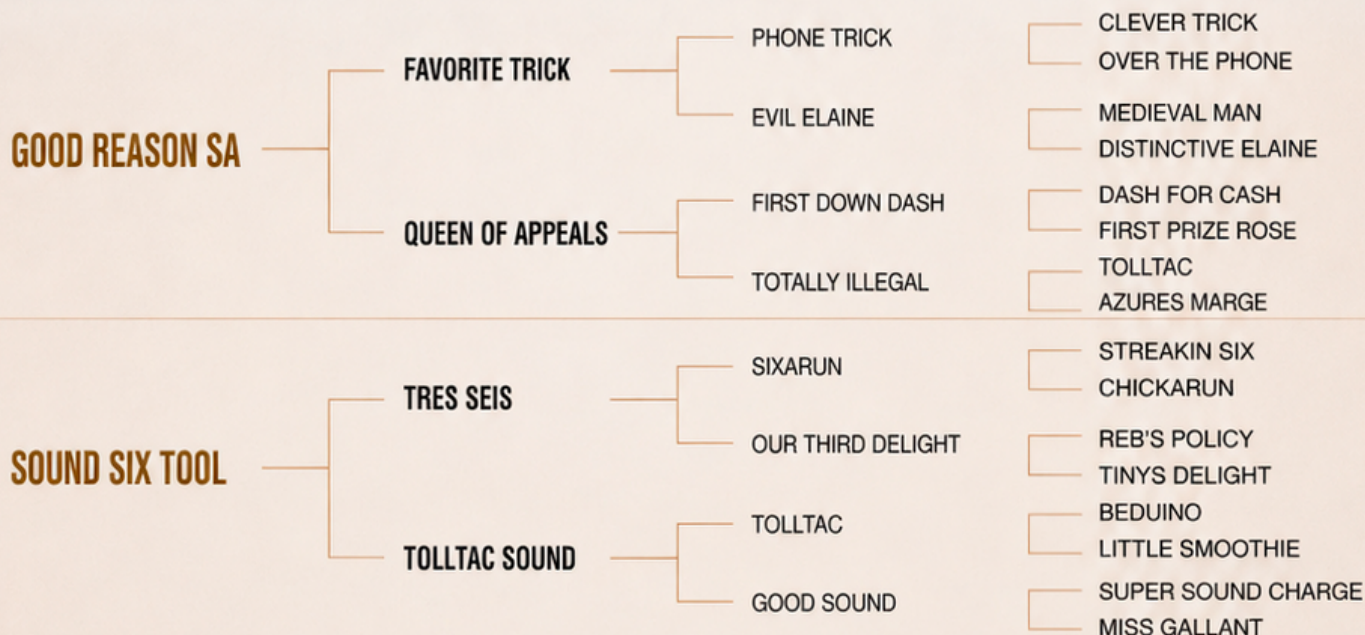 GOOD REASON SA
FAVORITE TRICK
PHONE TRICK
CLEVER TRICK
OVER THE PHONE
EVIL ELAINE
MEDIEVAL MAN
DISTINCTIVE ELAINE
QUEEN OF APPEALS
FIRST DOWN DASH
DASH FOR CASH
FIRST PRIZE ROSE
TOTALLY ILLEGAL
TOLLTAC
AZURES MARGE
SOUND SIX TOOL
TRES SEIS
SIXARUN
STREAKIN SIX
CHICKARUN
OUR THIRD DELIGHT
REB'S POLICY
TINYS DELIGHT
TOLLTAC SOUND
TOLLTAC
BEDUINO
LITTLE SMOOTHIE
GOOD SOUND
SUPER SOUND CHARGE
MISS GALLANT